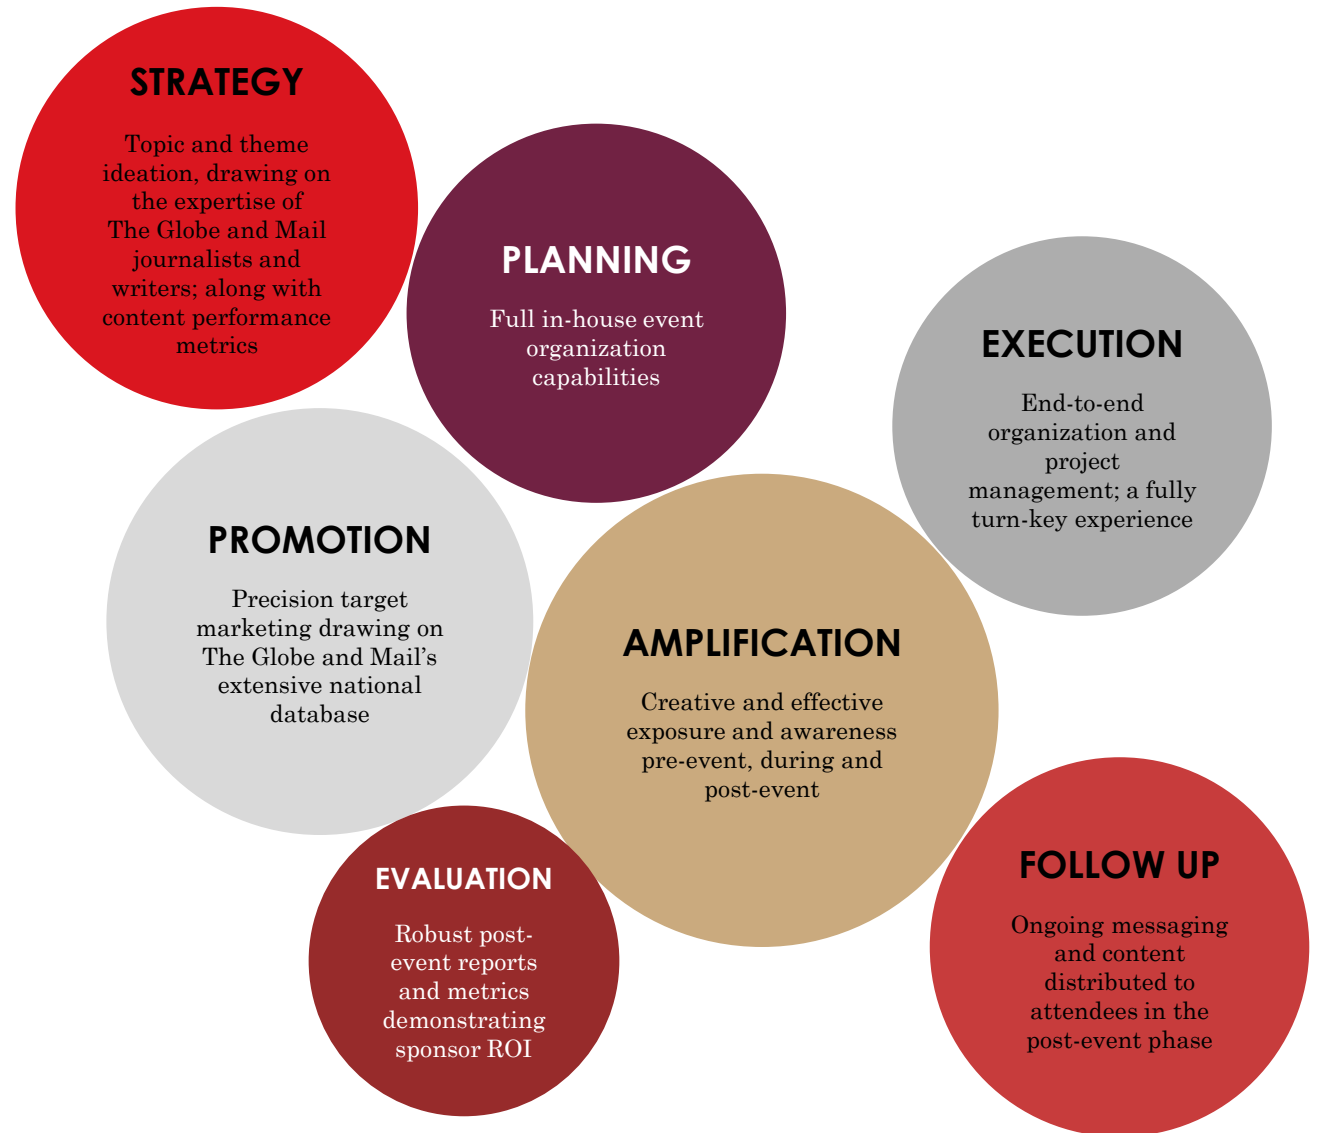 STRATEGY
Topic and theme
ideation, drawing on
the expertise of
The Globe and Mail
journalists and
writers; along with
content performance
metrics
PLANNING
Full in-house event
organization
capabilities
EXECUTION
End-to-end
organization and
project
management; a fully
turn-key experience
PROMOTION
Precision target
marketing drawing on
The Globe and Mail’s
extensive national
database
AMPLIFICATION
Creative and effective
exposure and awareness
pre-event, during and
post-event
EVALUATION
Robust post-
event reports
and metrics
demonstrating
sponsor ROI
FOLLOW UP
Ongoing messaging
and content
distributed to
attendees in the
post-event phase